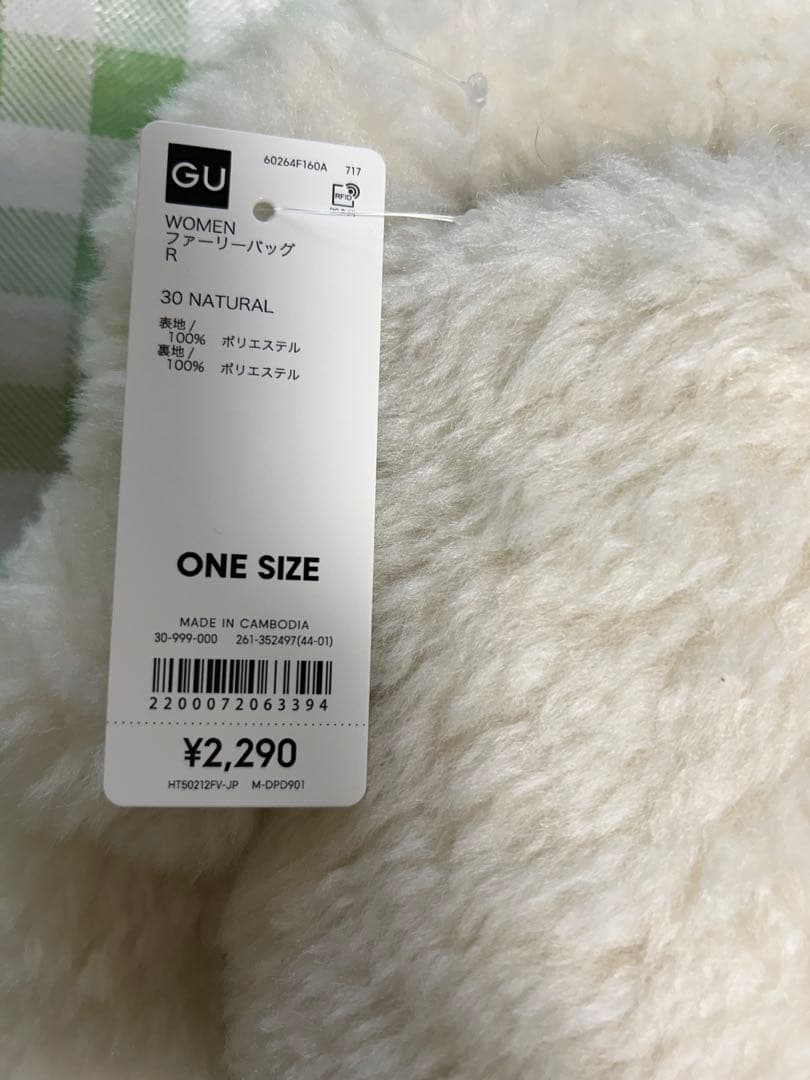 GU
60264F160A 717
RFID
WOMEN
ファーリーバッグ
R
30 NATURAL
表地 /
100% ポリエステル
裏地 /
100% ポリエステル
ONE SIZE
MADE IN CAMBODIA
30-999-000 261-352497(44-01)
2200072063394
¥2,290
HT50212FV-JP M-DPD901